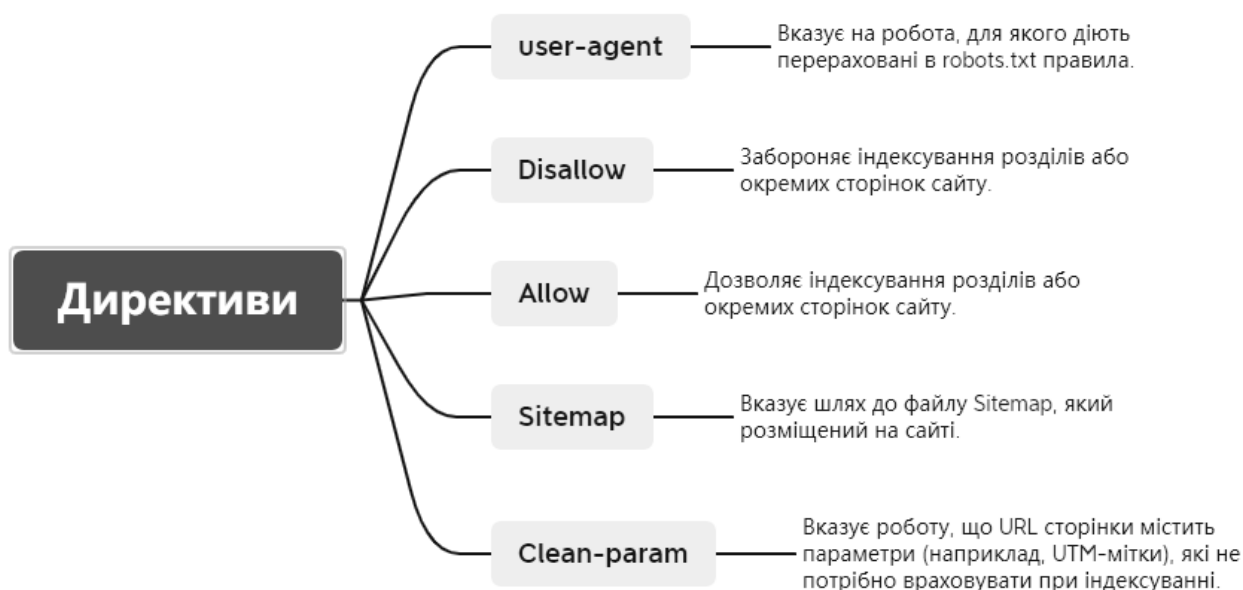 Директиви
user-agent
Вказує на робота, для якого діють
перераховані в robots.txt правила.
Disallow
Забороняє індексування розділів або
окремих сторінок сайту.
Allow
Дозволяє індексування розділів або
окремих сторінок сайту.
Sitemap
Вказує шлях до файлу Sitemap, який
розміщений на сайті.
Clean-param
Вказує роботу, що URL сторінки містить
параметри (наприклад, UTM-мітки), які не
потрібно враховувати при індексуванні.